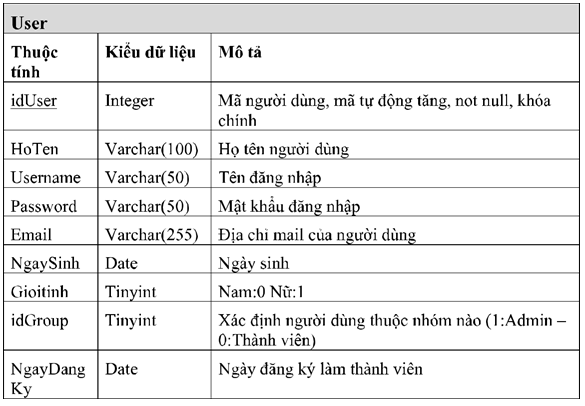 User
Thuộc tính Kiểu dữ liệu Mô tả
idUser Integer Mã người dùng, mã tự động tăng, not null, khóa
chính
HoTen Varchar(100) Họ tên người dùng
Username Varchar(50) Tên đăng nhập
Password Varchar(50) Mật khẩu đăng nhập
Email Varchar(255) Địa chỉ mail của người dùng
NgaySinh Date Ngày sinh
Gioitinh Tinyint Nam:0 Nữ:1
idGroup Tinyint Xác định người dùng thuộc nhóm nào (1:Admin –
0:Thành viên)
NgayDang
Ky Date Ngày đăng ký làm thành viên